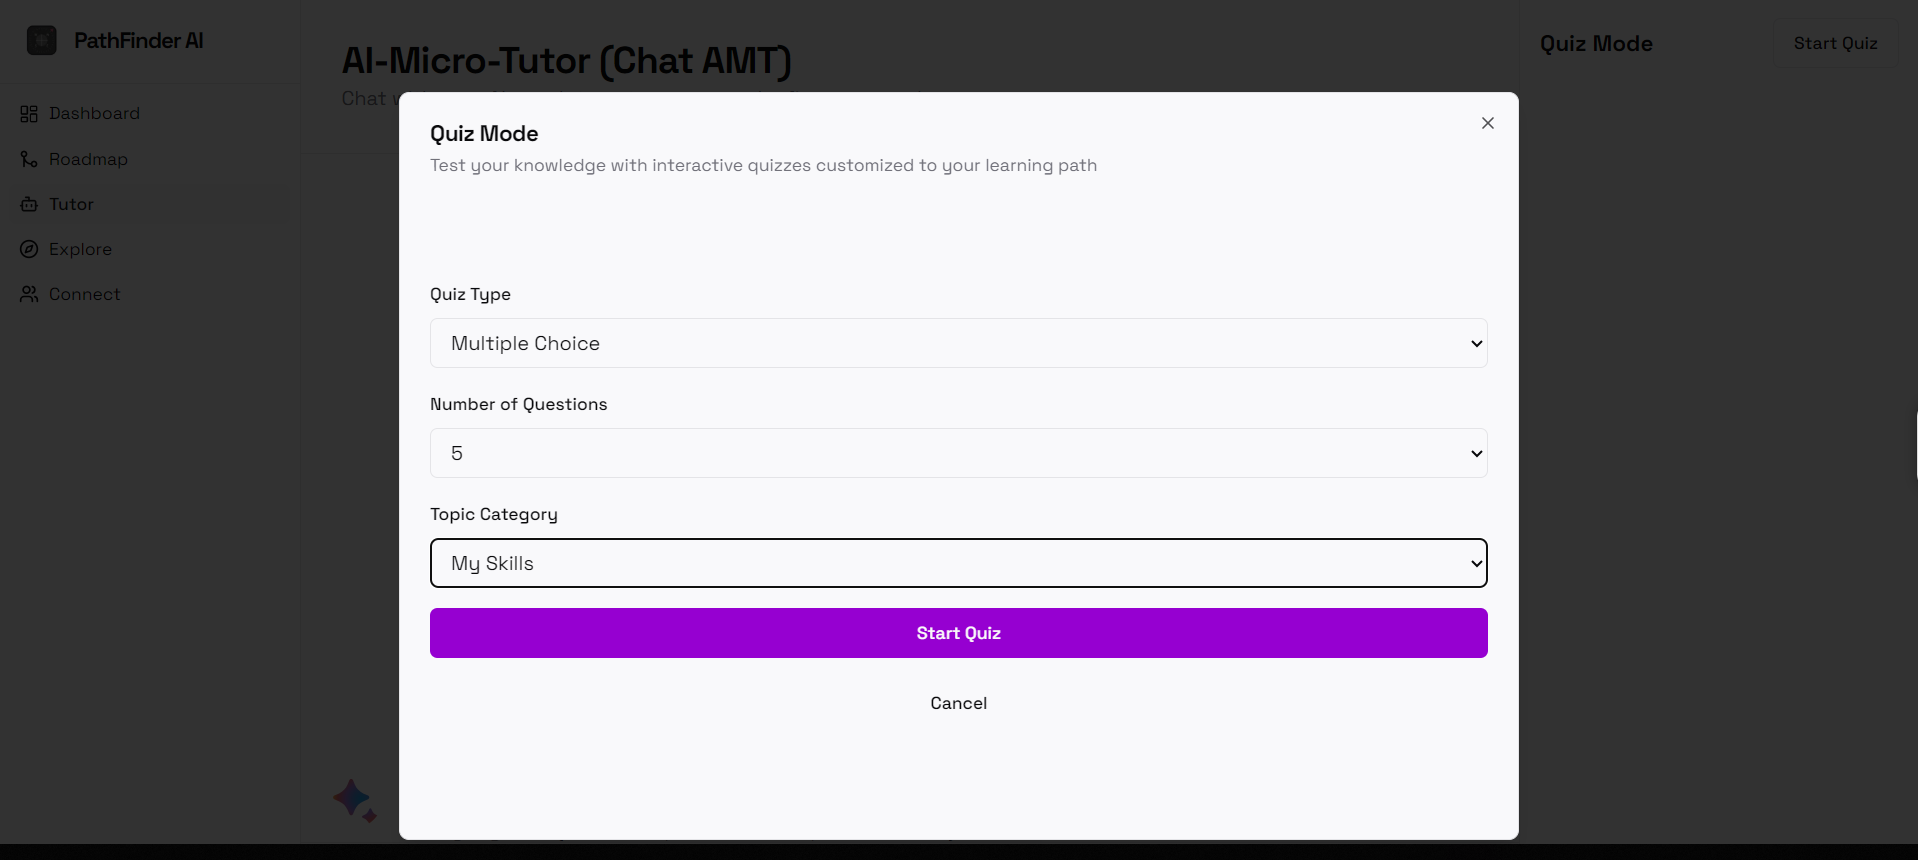 PathFinder AI
Dashboard
Roadmap
Tutor
Explore
Connect
AI-Micro-Tutor (Chat AMT)
Chat
Quiz Mode
Start Quiz
Quiz Mode
Test your knowledge with interactive quizzes customized to your learning path
Quiz Type
Multiple Choice
Number of Questions
5
Topic Category
My Skills
Start Quiz
Cancel